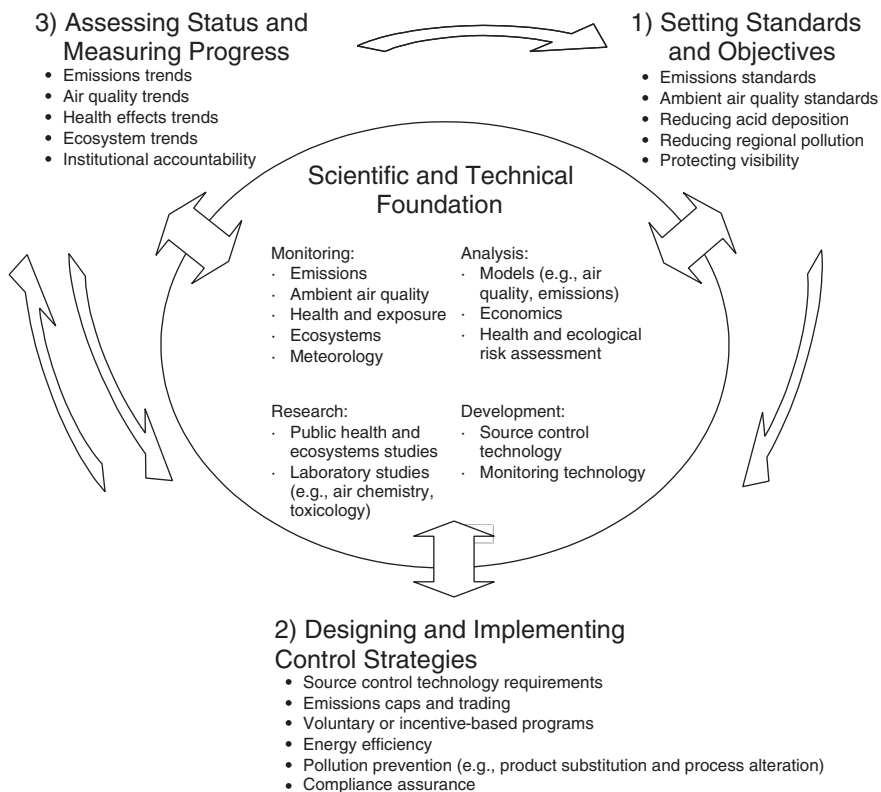 3) Assessing Status and
Measuring Progress
• Emissions trends
• Air quality trends
• Health effects trends
• Ecosystem trends
• Institutional accountability
1) Setting Standards
and Objectives
• Emissions standards
• Ambient air quality standards
• Reducing acid deposition
• Reducing regional pollution
• Protecting visibility
Scientific and Technical
Foundation
Monitoring:
· Emissions
· Ambient air quality
· Health and exposure
· Ecosystems
· Meteorology
Analysis:
· Models (e.g., air
quality, emissions)
· Economics
· Health and ecological
risk assessment
Research:
· Public health and
ecosystems studies
· Laboratory studies
(e.g., air chemistry,
toxicology)
Development:
· Source control
technology
· Monitoring technology
2) Designing and Implementing
Control Strategies
• Source control technology requirements
• Emissions caps and trading
• Voluntary or incentive-based programs
• Energy efficiency
• Pollution prevention (e.g., product substitution and process alteration)
• Compliance assurance